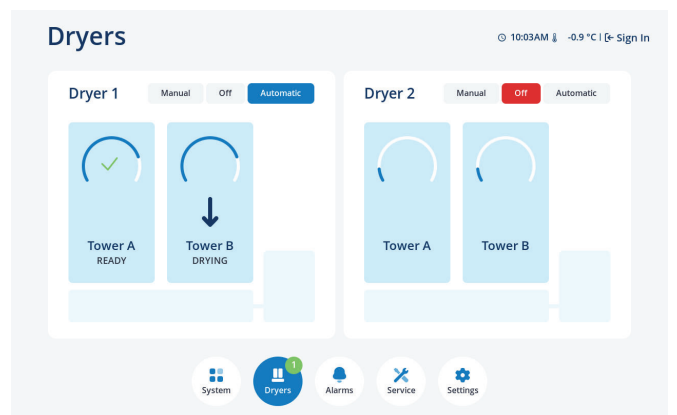 Dryers
10:03AM -0.9 °C | Sign In
Dryer 1 Manual Off Automatic
Dryer 2 Manual Off Automatic
Tower A
READY
Tower B
DRYING
Tower A
Tower B
1
System
Dryers
Alarms
Service
Settings